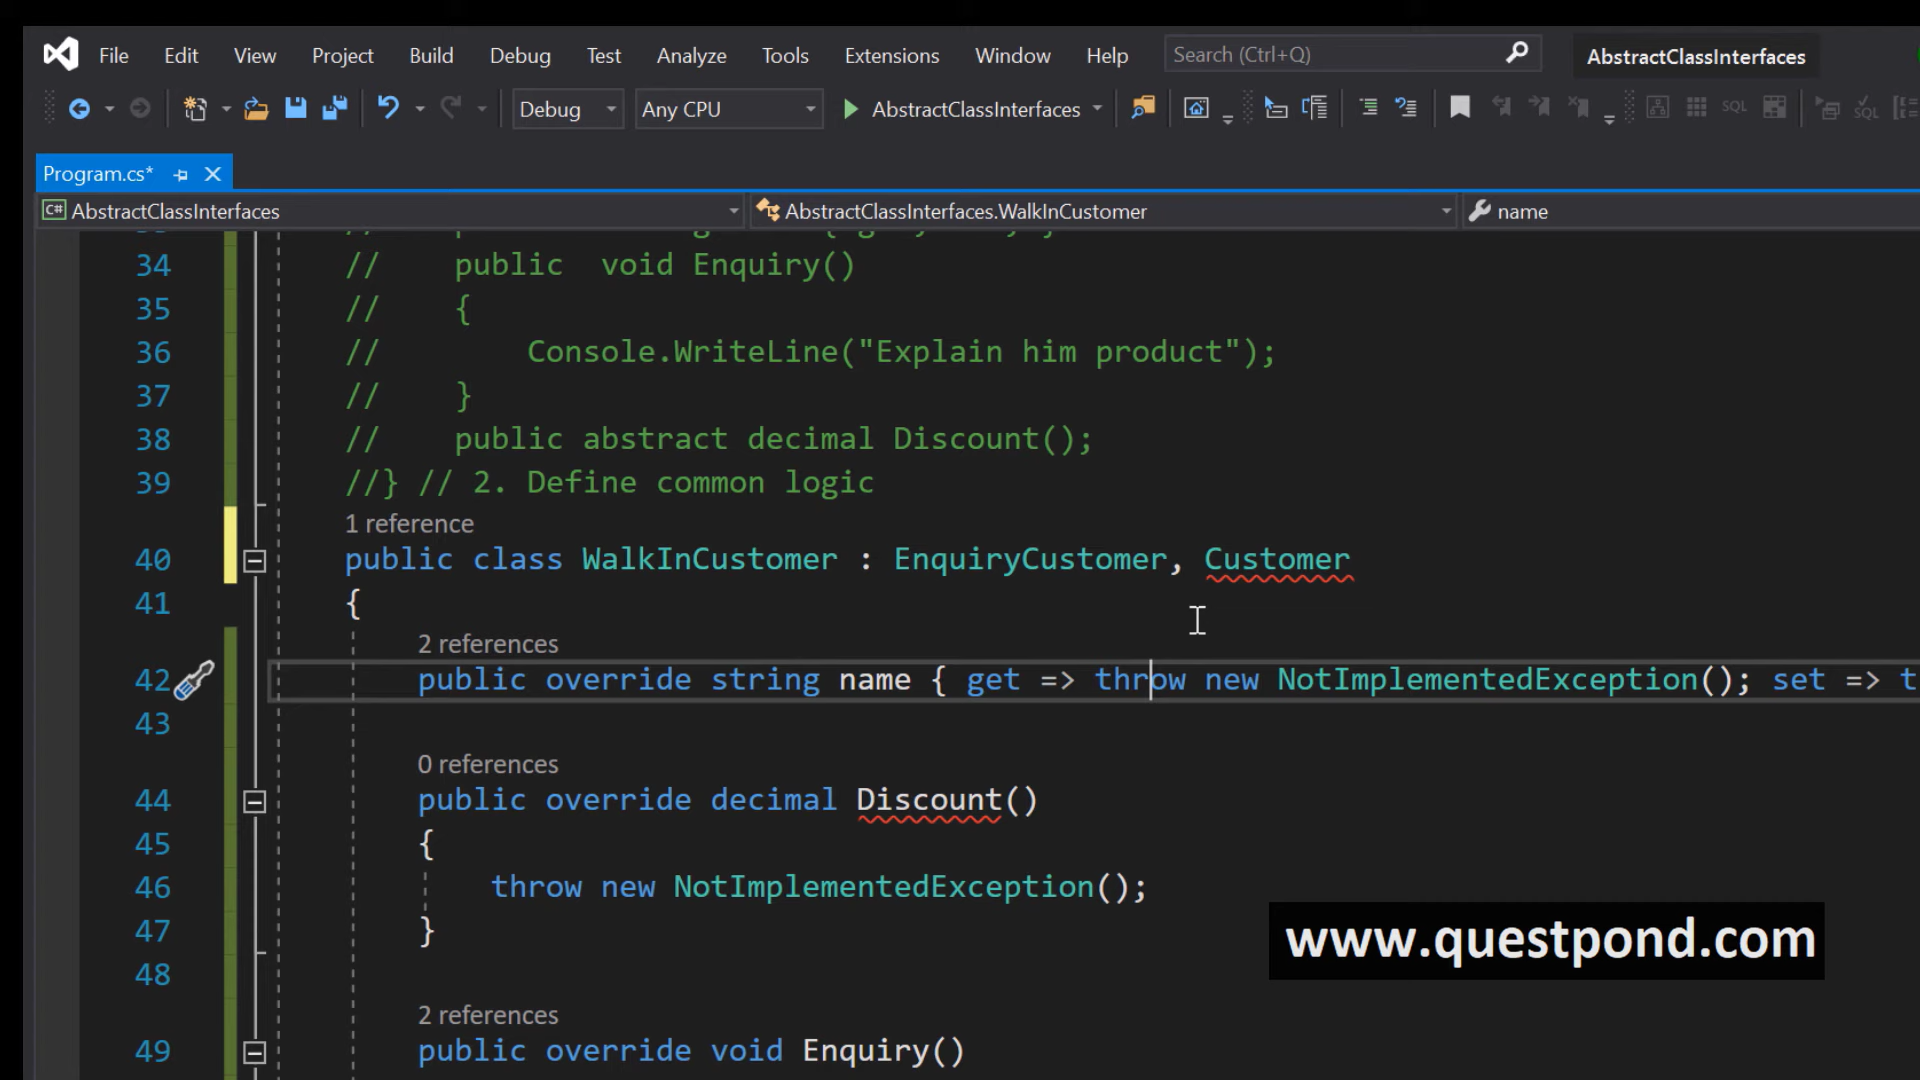 File Edit View Project Build Debug Test Analyze Tools Extensions Window Help Search (Ctrl+Q) AbstractClassInterfaces
Debug Any CPU AbstractClassInterfaces SQL SQL
Program.cs*
C# AbstractClassInterfaces AbstractClassInterfaces.WalkInCustomer name
34 // public  void Enquiry()
35 // {
36 // Console.WriteLine("Explain him product");
37 // }
38 // public abstract decimal Discount();
39 //} // 2. Define common logic
1 reference
40 public class WalkInCustomer : EnquiryCustomer, Customer
41 {
2 references
42 public override string name { get => throw new NotImplementedException(); set => t
43
0 references
44 public override decimal Discount()
45 {
46 throw new NotImplementedException();
47 }
www.questpond.com
48
2 references
49 public override void Enquiry()